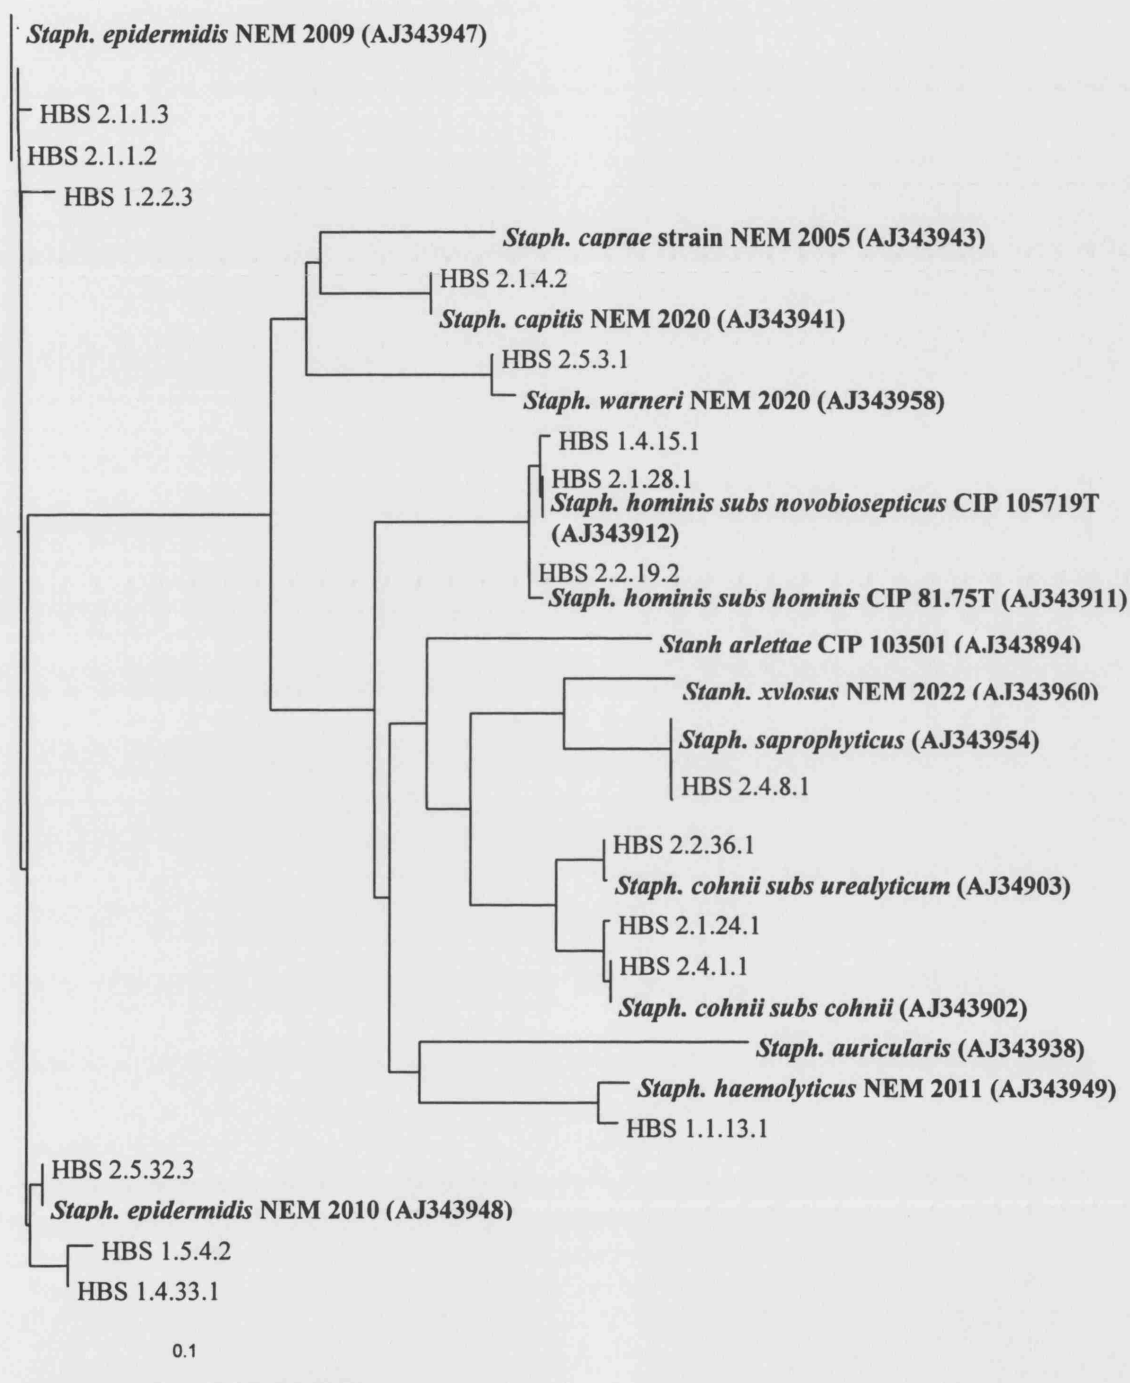 Staph. epidermidis NEM 2009 (AJ343947)
HBS 2.1.1.3
HBS 2.1.1.2
HBS 1.2.2.3
Staph. caprae strain NEM 2005 (AJ343943)
HBS 2.1.4.2
Staph. capitis NEM 2020 (AJ343941)
HBS 2.5.3.1
Staph. warneri NEM 2020 (AJ343958)
HBS 1.4.15.1
HBS 2.1.28.1
Staph. hominis subs novobiosepticus CIP 105719T
(AJ343912)
HBS 2.2.19.2
Staph. hominis subs hominis CIP 81.75T (AJ343911)
Staph arlettae CIP 103501 (AJ343894)
Staph. xylosus NEM 2022 (AJ343960)
Staph. saprophyticus (AJ343954)
HBS 2.4.8.1
HBS 2.2.36.1
Staph. cohnii subs urealyticum (AJ34903)
HBS 2.1.24.1
HBS 2.4.1.1
Staph. cohnii subs cohnii (AJ343902)
Staph. auricularis (AJ343938)
Staph. haemolyticus NEM 2011 (AJ343949)
HBS 1.1.13.1
HBS 2.5.32.3
Staph. epidermidis NEM 2010 (AJ343948)
HBS 1.5.4.2
HBS 1.4.33.1
0.1